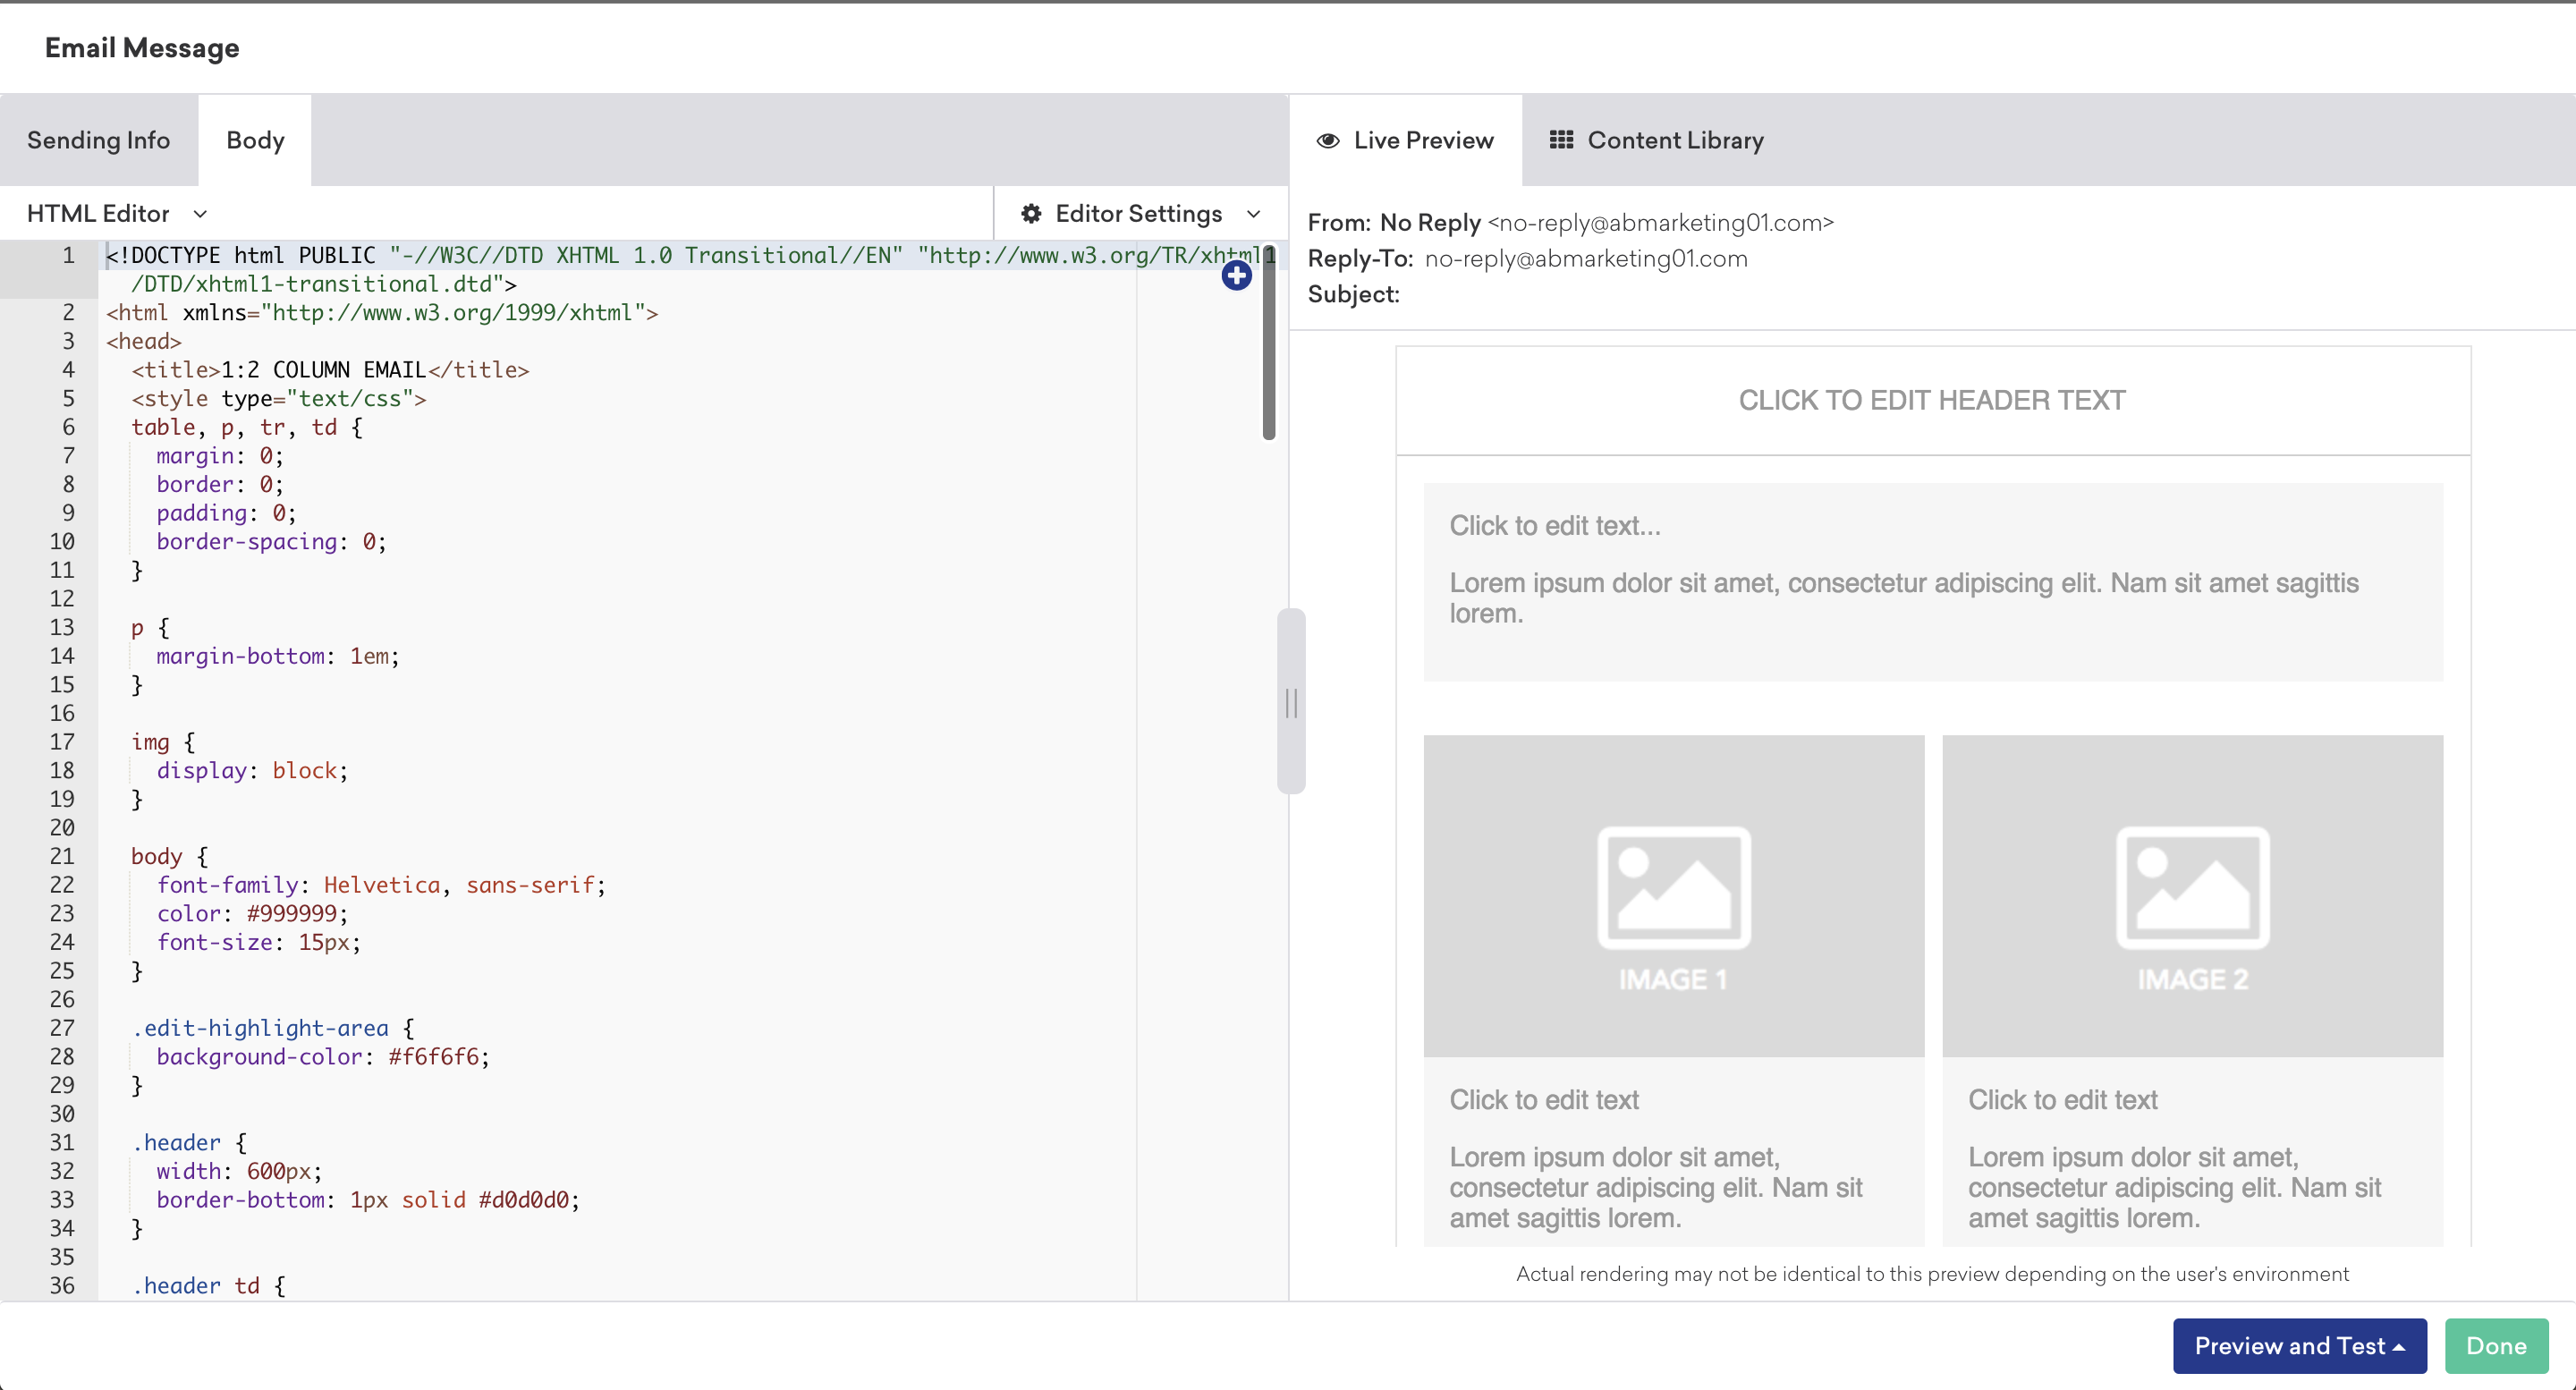 Email Message
Sending Info
Body
HTML Editor
Editor Settings
1 <!DOCTYPE html PUBLIC "-//W3C//DTD XHTML 1.0 Transitional//EN" "http://www.w3.org/TR/xhtml1
/DTD/xhtml1-transitional.dtd">
2 <html xmlns="http://www.w3.org/1999/xhtml">
3 <head>
4 <title>1:2 COLUMN EMAIL</title>
5 <style type="text/css">
6 table, p, tr, td {
7 margin: 0;
8 border: 0;
9 padding: 0;
10 border-spacing: 0;
11 }
12
13 p {
14 margin-bottom: 1em;
15 }
16
17 img {
18 display: block;
19 }
20
21 body {
22 font-family: Helvetica, sans-serif;
23 color: #999999;
24 font-size: 15px;
25 }
26
27 .edit-highlight-area {
28 background-color: #f6f6f6;
29 }
30
31 .header {
32 width: 600px;
33 border-bottom: 1px solid #d0d0d0;
34 }
35
36 .header td {
Live Preview
Content Library
From: No Reply <no-reply@abmarketing01.com>
Reply-To: no-reply@abmarketing01.com
Subject:
CLICK TO EDIT HEADER TEXT
Click to edit text...
Lorem ipsum dolor sit amet, consectetur adipiscing elit. Nam sit amet sagittis
lorem.
IMAGE 1
Click to edit text
Lorem ipsum dolor sit amet,
consectetur adipiscing elit. Nam sit
amet sagittis lorem.
IMAGE 2
Click to edit text
Lorem ipsum dolor sit amet,
consectetur adipiscing elit. Nam sit
amet sagittis lorem.
Actual rendering may not be identical to this preview depending on the user's environment
Preview and Test
Done